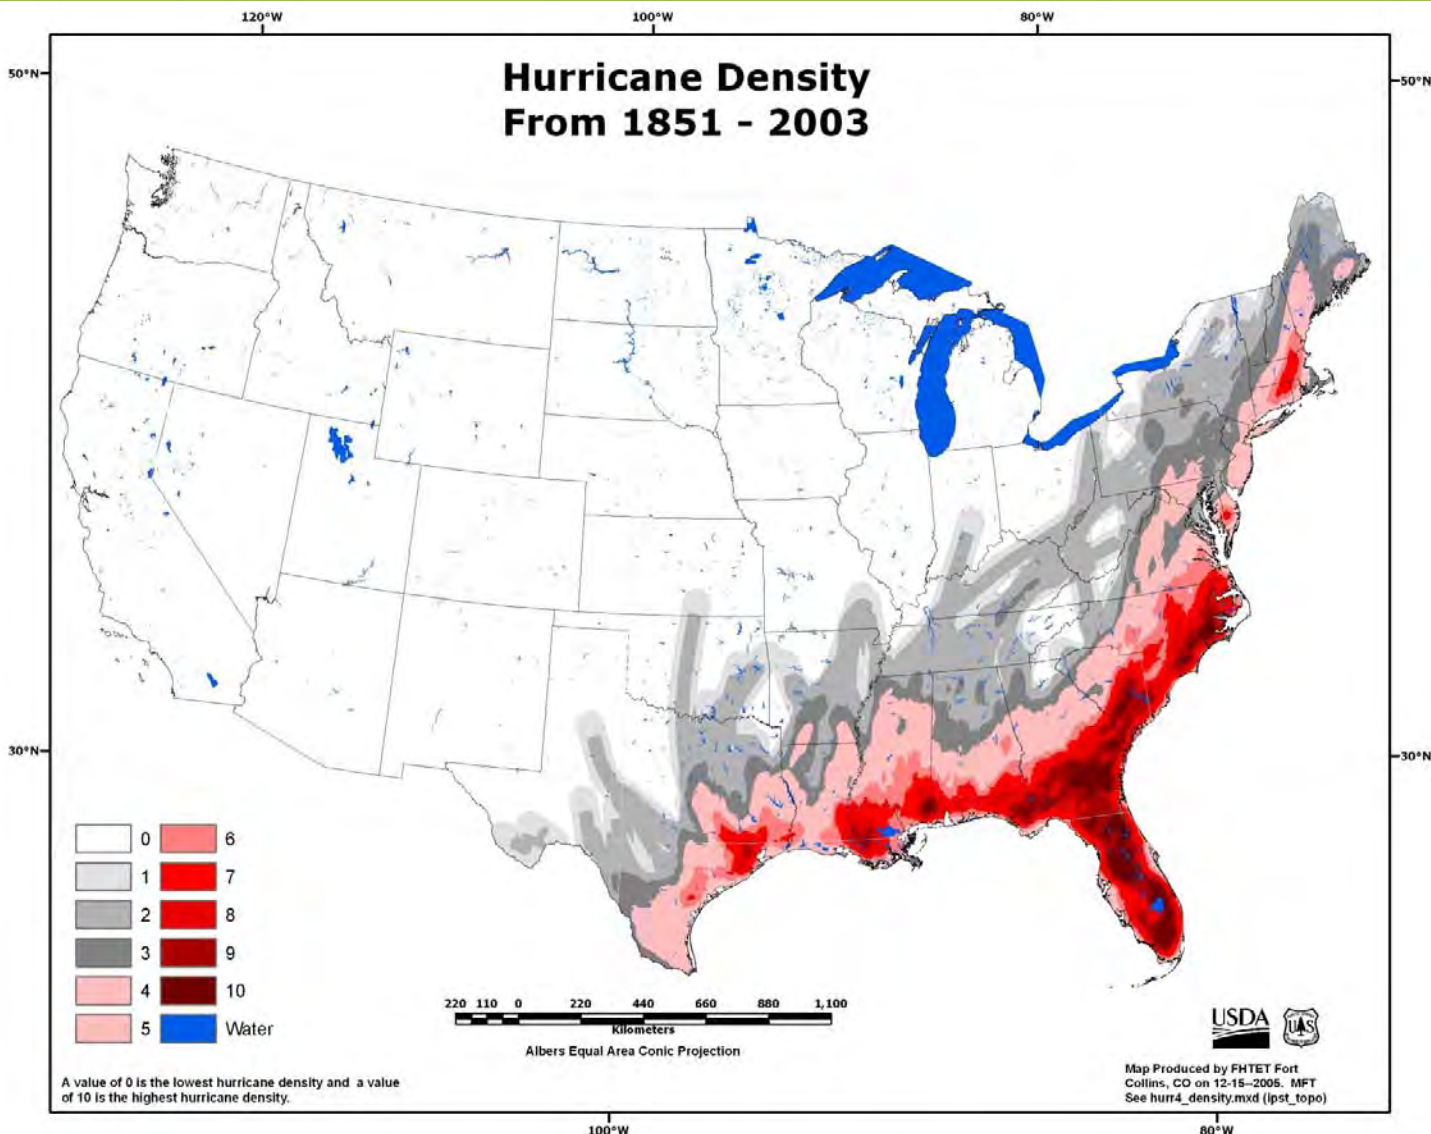 120°W
100°W
80°W
50°N
50°N
Hurricane Density
From 1851 - 2003
30°N
30°N
0
6
1
7
2
8
3
9
4
10
5
Water
220 110 0 220 440 660 880 1,100
Kilometers
Albers Equal Area Conic Projection
USDA
UAS
A value of 0 is the lowest hurricane density and a value
of 10 is the highest hurricane density.
Map Produced by FHTET Fort
Collins, CO on 12-15--2005. MFT
See hurr4_density.mxd (ipst_topo)
100°W
80°W